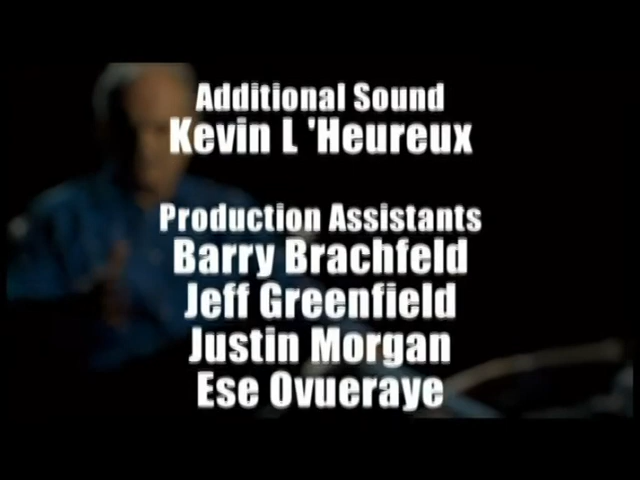 Additional Sound
Kevin L 'Heureux
Production Assistants
Barry Brachfeld
Jeff Greenfield
Justin Morgan
Ese Ovueraye